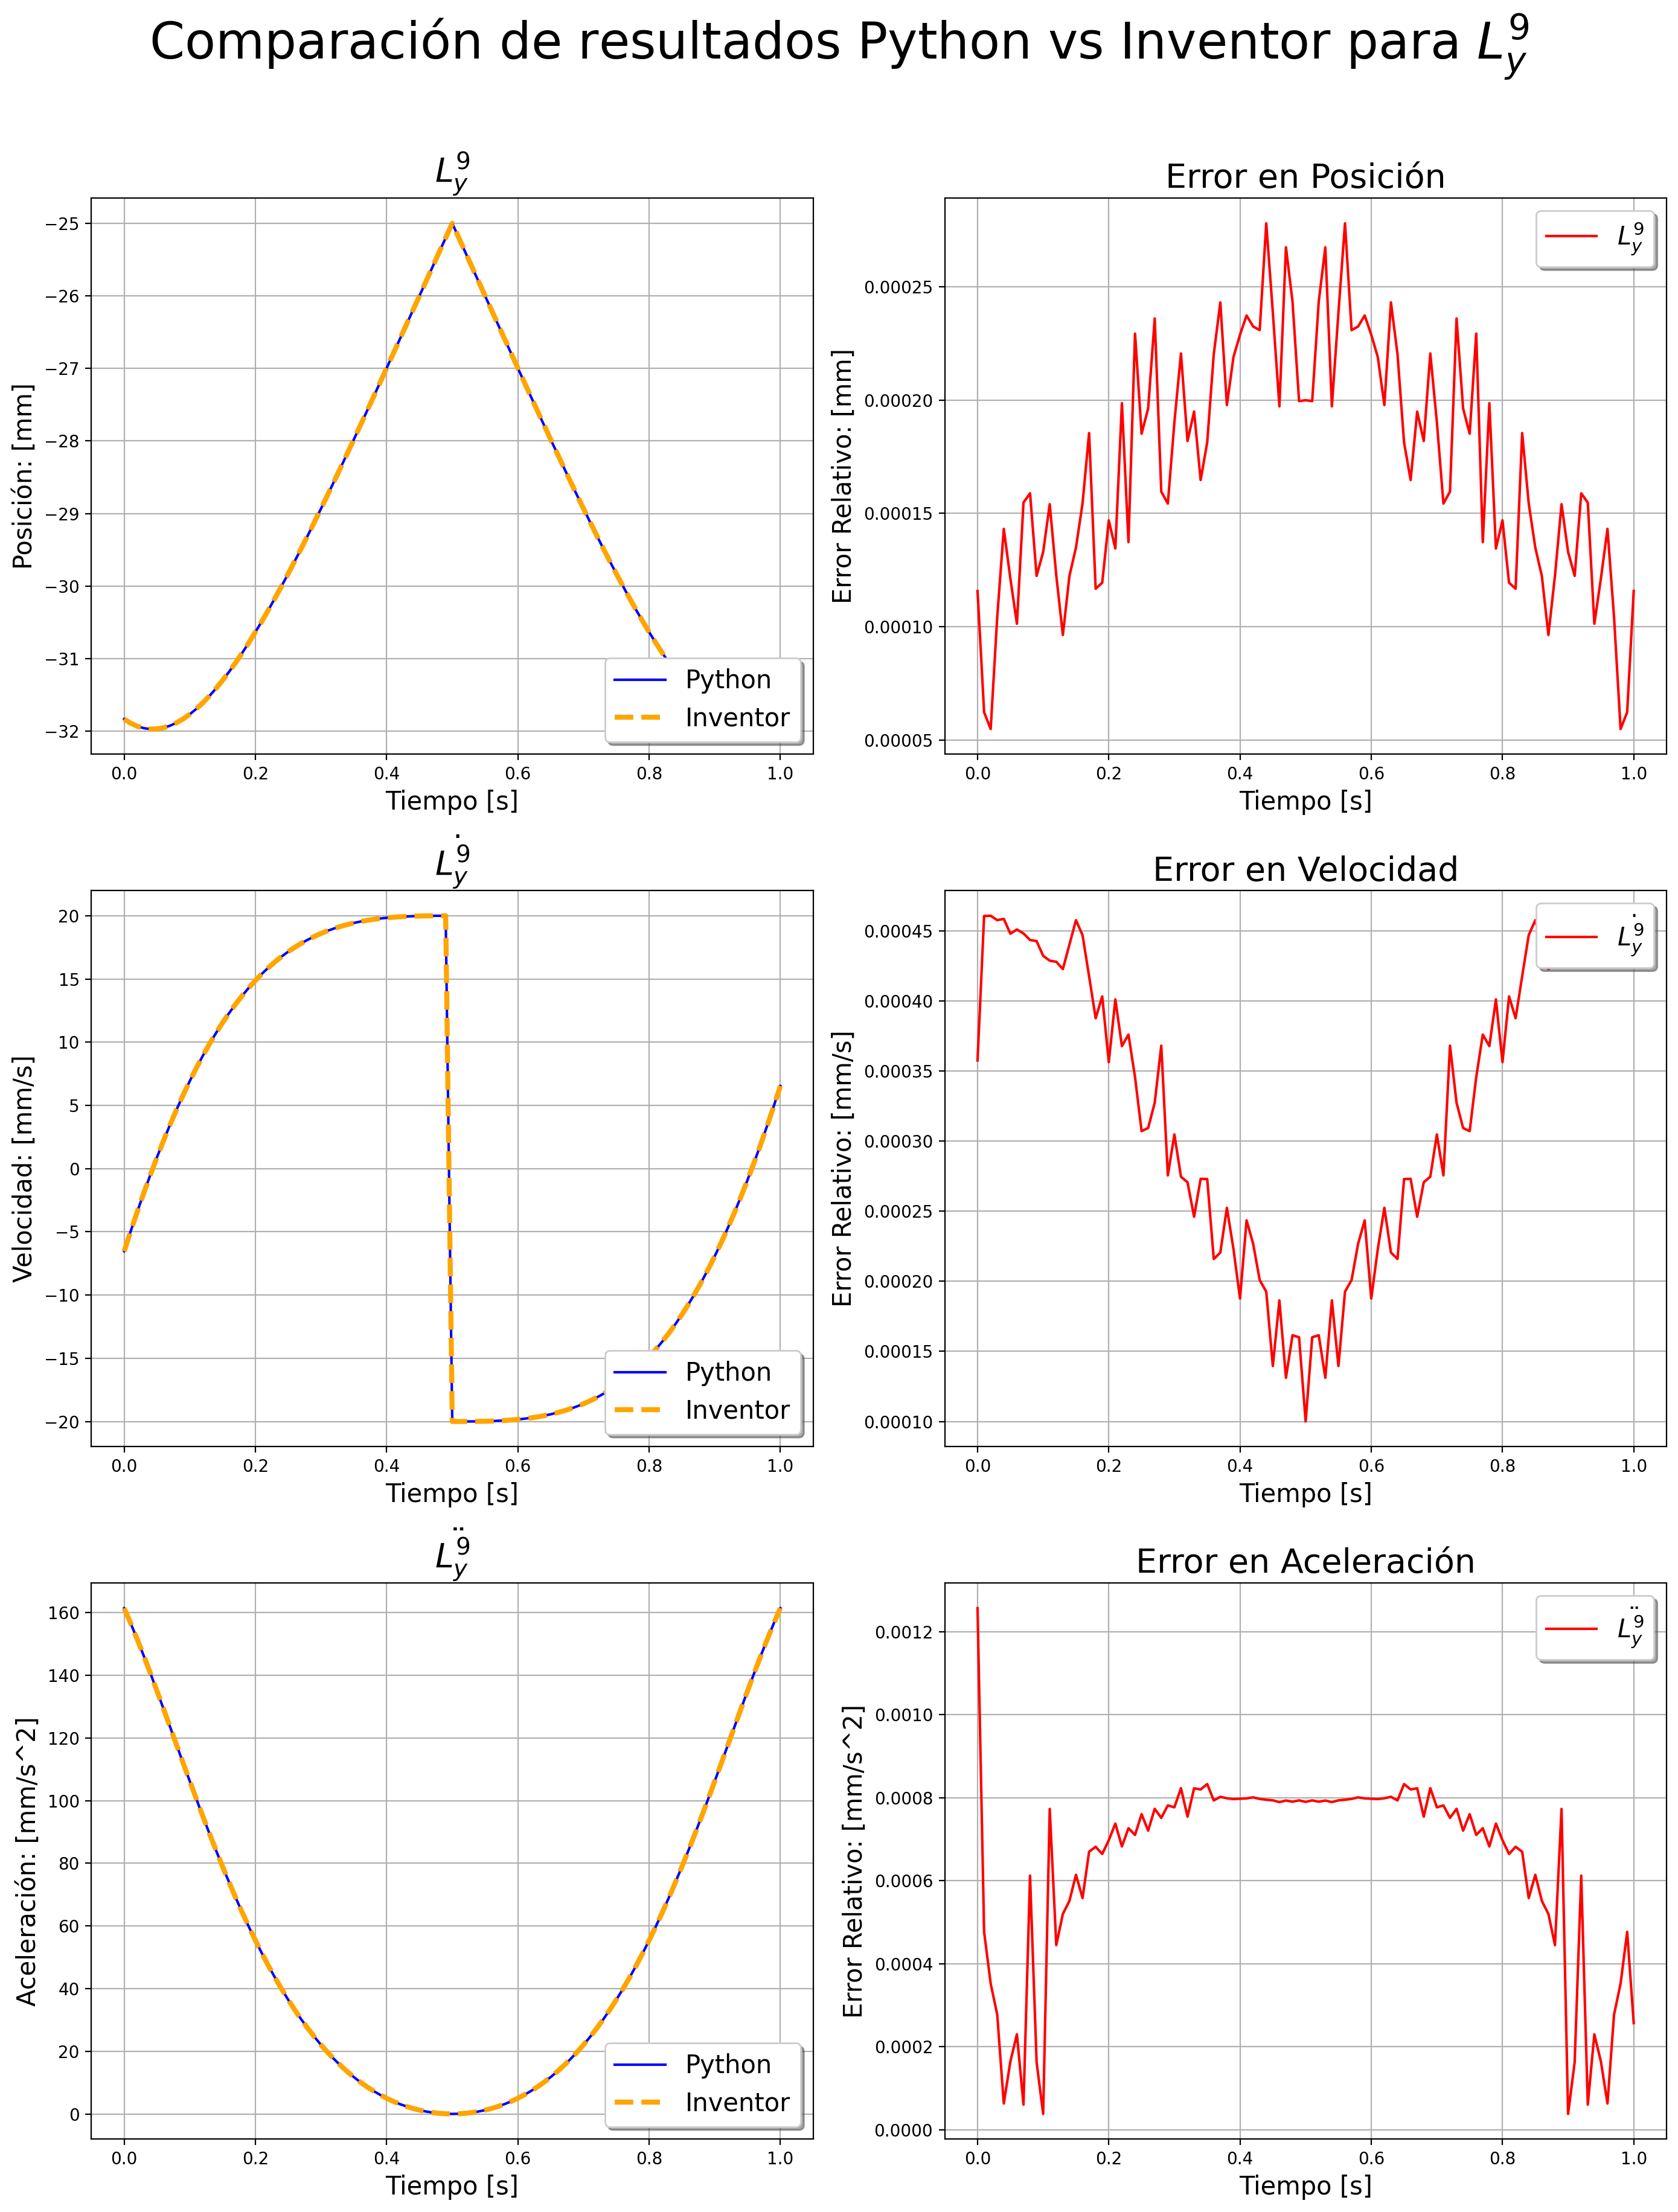 Comparación de resultados Python vs Inventor para $L_y^9$
$L_y^9$
Posición: [mm]
−25
−26
−27
−28
−29
−30
−31
−32
Python
Inventor
0.0 0.2 0.4 0.6 0.8 1.0
Tiempo [s]
Error en Posición
Error Relativo: [mm]
$L_y^9$
0.00025
0.00020
0.00015
0.00010
0.00005
0.0 0.2 0.4 0.6 0.8 1.0
Tiempo [s]
$\dot{L_y^9}$
Velocidad: [mm/s]
20
15
10
5
0
−5
−10
−15
−20
Python
Inventor
0.0 0.2 0.4 0.6 0.8 1.0
Tiempo [s]
Error en Velocidad
Error Relativo: [mm/s]
$\dot{L_y^9}$
0.00045
0.00040
0.00035
0.00030
0.00025
0.00020
0.00015
0.00010
0.0 0.2 0.4 0.6 0.8 1.0
Tiempo [s]
$\ddot{L_y^9}$
Aceleración: [mm/s^2]
160
140
120
100
80
60
40
20
0
Python
Inventor
0.0 0.2 0.4 0.6 0.8 1.0
Tiempo [s]
Error en Aceleración
Error Relativo: [mm/s^2]
$\ddot{L_y^9}$
0.0012
0.0010
0.0008
0.0006
0.0004
0.0002
0.0000
0.0 0.2 0.4 0.6 0.8 1.0
Tiempo [s]